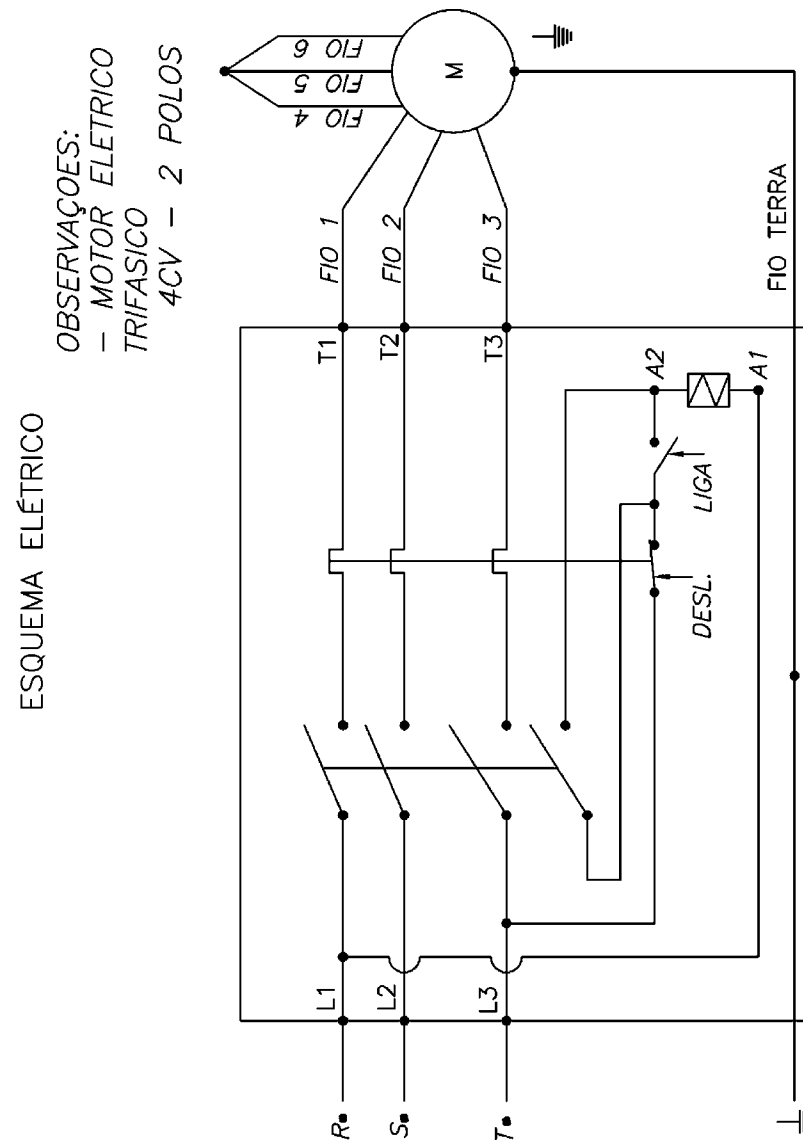 ESQUEMA ELÉTRICO
OBSERVAÇOES:
- MOTOR ELETRICO
TRIFASICO
4CV - 2 POLOS
FIO 6
FIO 5
FIO 4
M
FIO 1
FIO 2
FIO 3
FIO TERRA
T1
T2
T3
A2
A1
LIGA
DESL.
L1
L2
L3
R
S
T